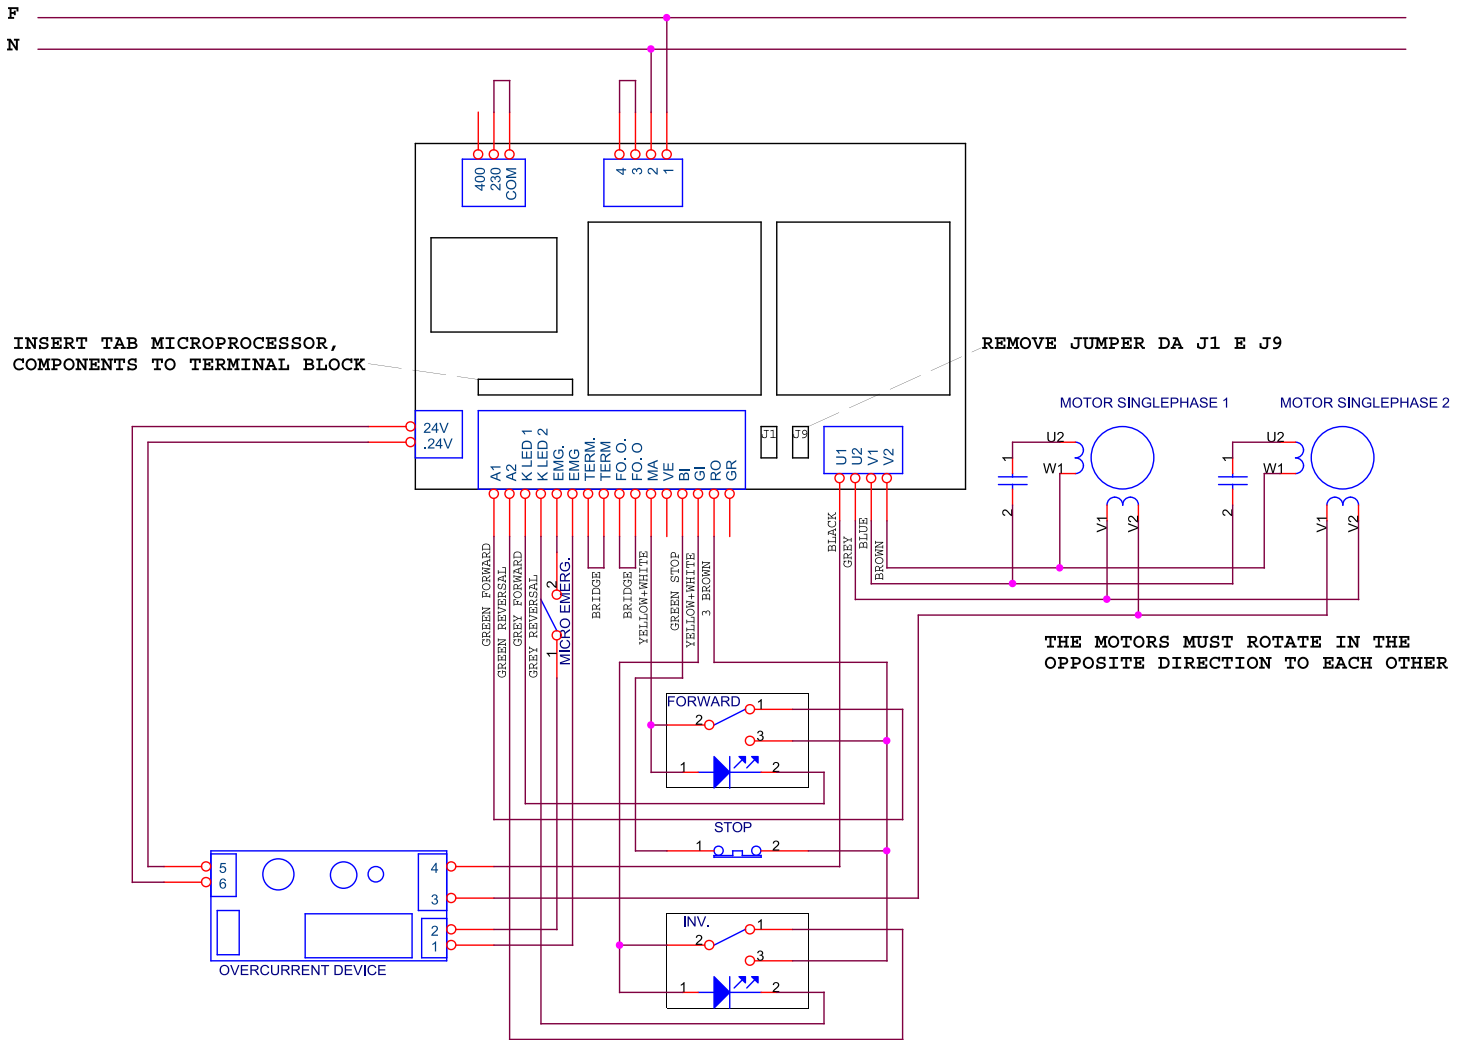 F
N
400
230
COM
4
3
2
1
INSERT TAB MICROPROCESSOR,
COMPONENTS TO TERMINAL BLOCK
REMOVE JUMPER DA J1 E J9
24V
.24V
A1
A2
K LED 1
K LED 2
EMG.
EMG
TERM.
TERM
FO. O.
FO. O
MA
VE
BI
GI
RO
GR
J1
J9
U1
U2
V1
V2
MOTOR SINGLEPHASE 1
MOTOR SINGLEPHASE 2
U2
W1
1
2
V1
V2
U2
W1
1
2
V1
V2
GREEN FORWARD
GREEN REVERSAL
GREY FORWARD
GREY REVERSAL
2
1
MICRO EMERG.
BRIDGE
BRIDGE
YELLOW+WHITE
GREEN STOP
YELLOW+WHITE
3 BROWN
BLACK
GREY
BLUE
BROWN
THE MOTORS MUST ROTATE IN THE
OPPOSITE DIRECTION TO EACH OTHER
FORWARD
1
2
3
1
2
STOP
1
2
INV.
1
2
3
1
2
5
6
4
3
2
1
OVERCURRENT DEVICE